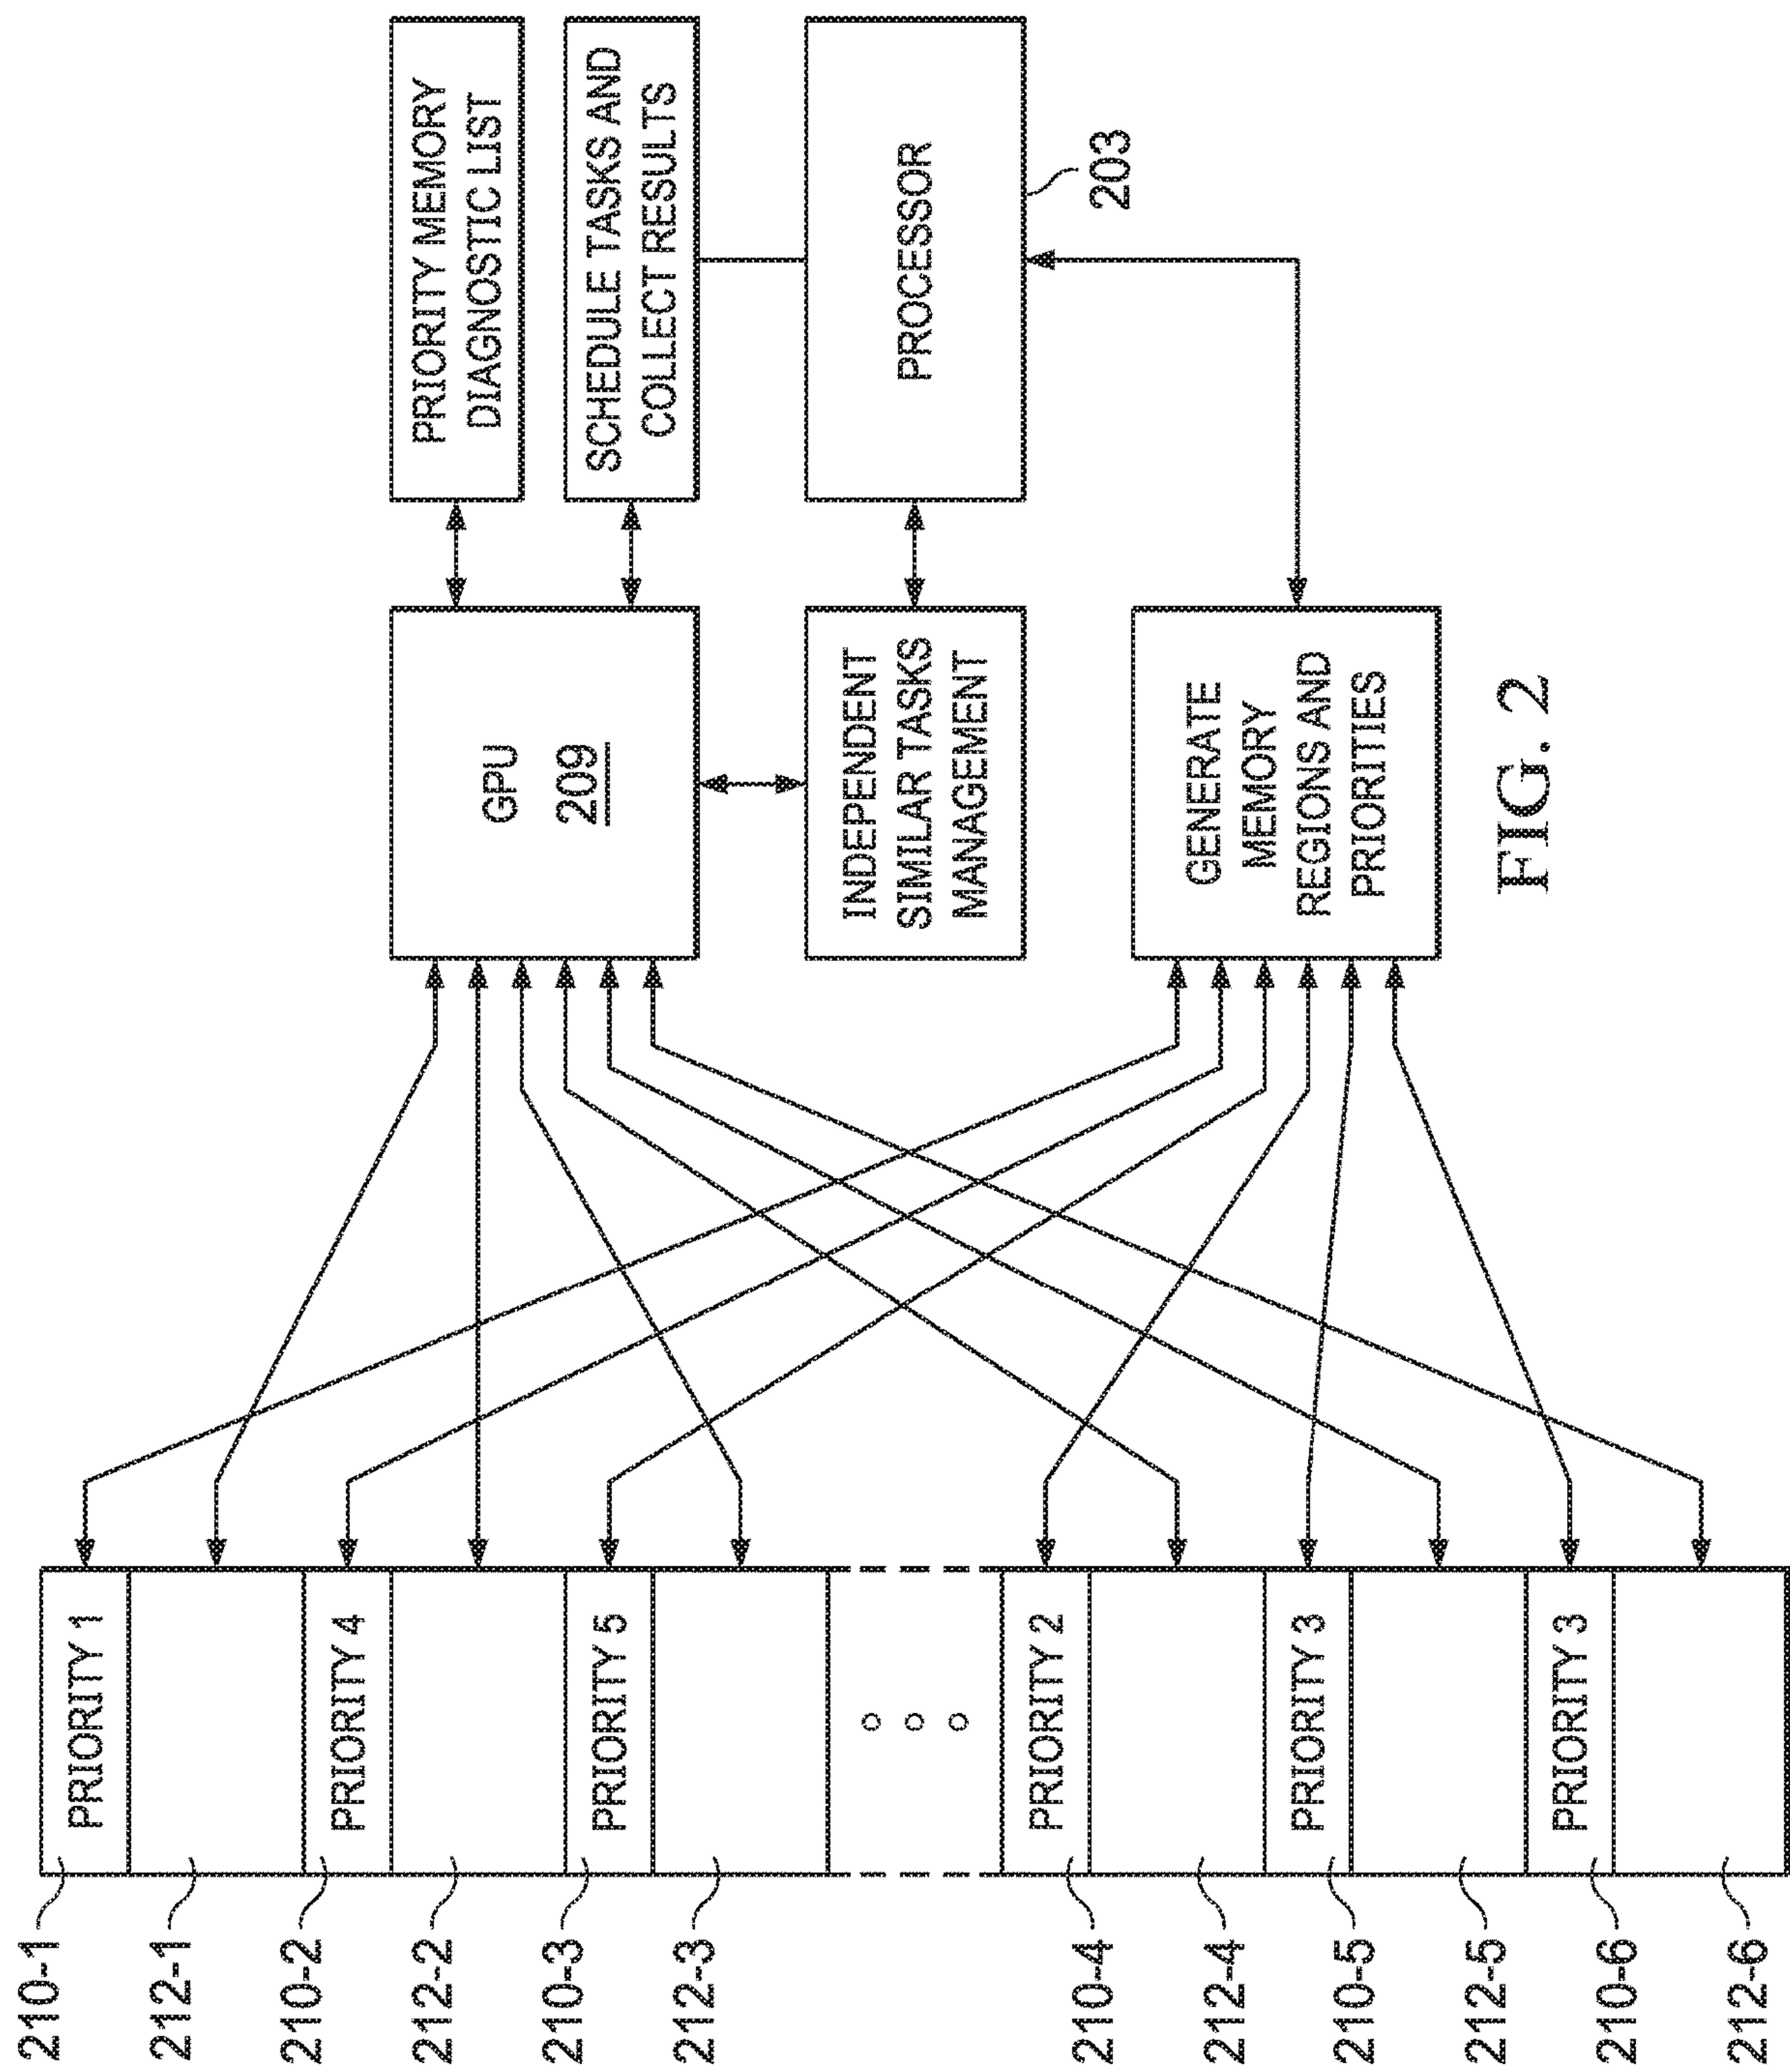 210-1
PRIORITY 1
212-1
210-2
PRIORITY 4
212-2
210-3
PRIORITY 5
212-3
210-4
PRIORITY 2
212-4
210-5
PRIORITY 3
212-5
210-6
PRIORITY 3
212-6
GPU
209
PRIORITY MEMORY
DIAGNOSTIC LIST
SCHEDULE TASKS AND
COLLECT RESULTS
INDEPENDENT
SIMILAR TASKS
MANAGEMENT
PROCESSOR
203
GENERATE
MEMORY
REGIONS AND
PRIORITIES
FIG. 2